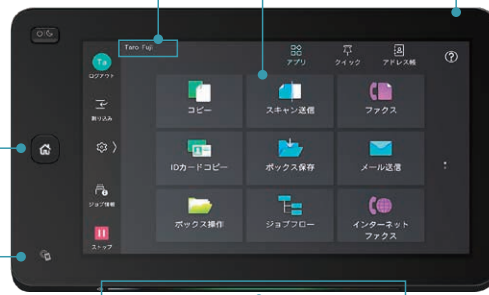 Taro Fuji
Ta
ログアウト
アプリ
クイック
アドレス帳
割り込み
コピー
スキャン送信
ファクス
IDカードコピー
ボックス保存
メール送信
ジョブ情報
ボックス操作
ジョブフロー
インターネット
ファクス
ストップ